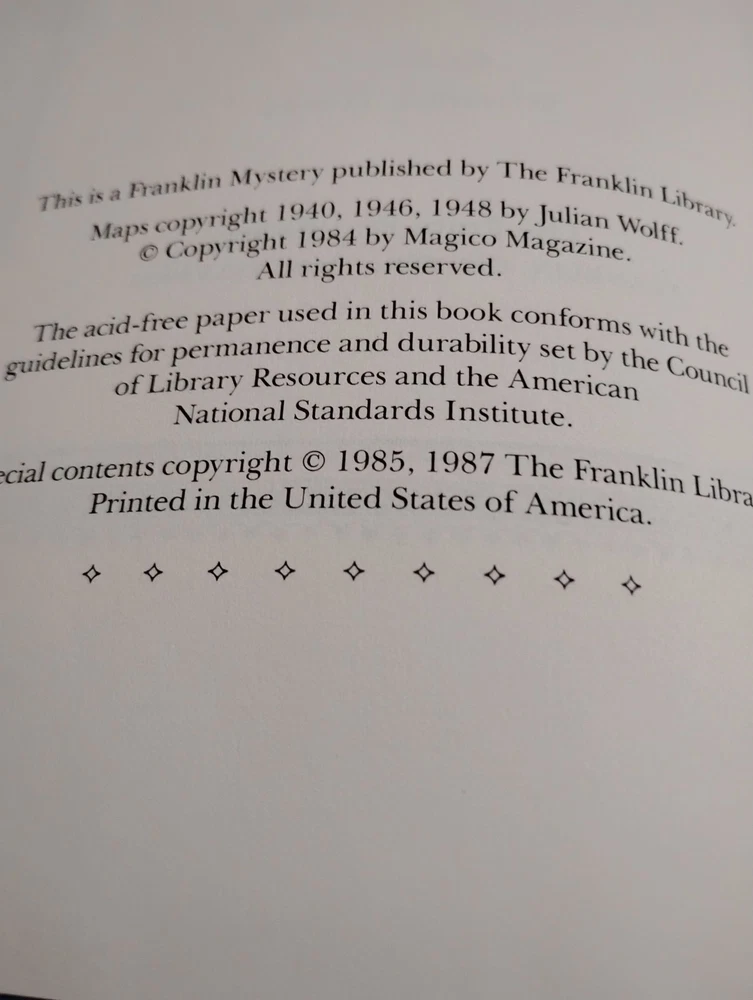 This is a Franklin Mystery published by The Franklin Library.
Maps copyright 1940, 1946, 1948 by Julian Wolff.
© Copyright 1984 by Magico Magazine.
All rights reserved.
The acid-free paper used in this book conforms with the
guidelines for permanence and durability set by the Council
of Library Resources and the American
National Standards Institute.
ecial contents copyright © 1985, 1987 The Franklin Libra
Printed in the United States of America.